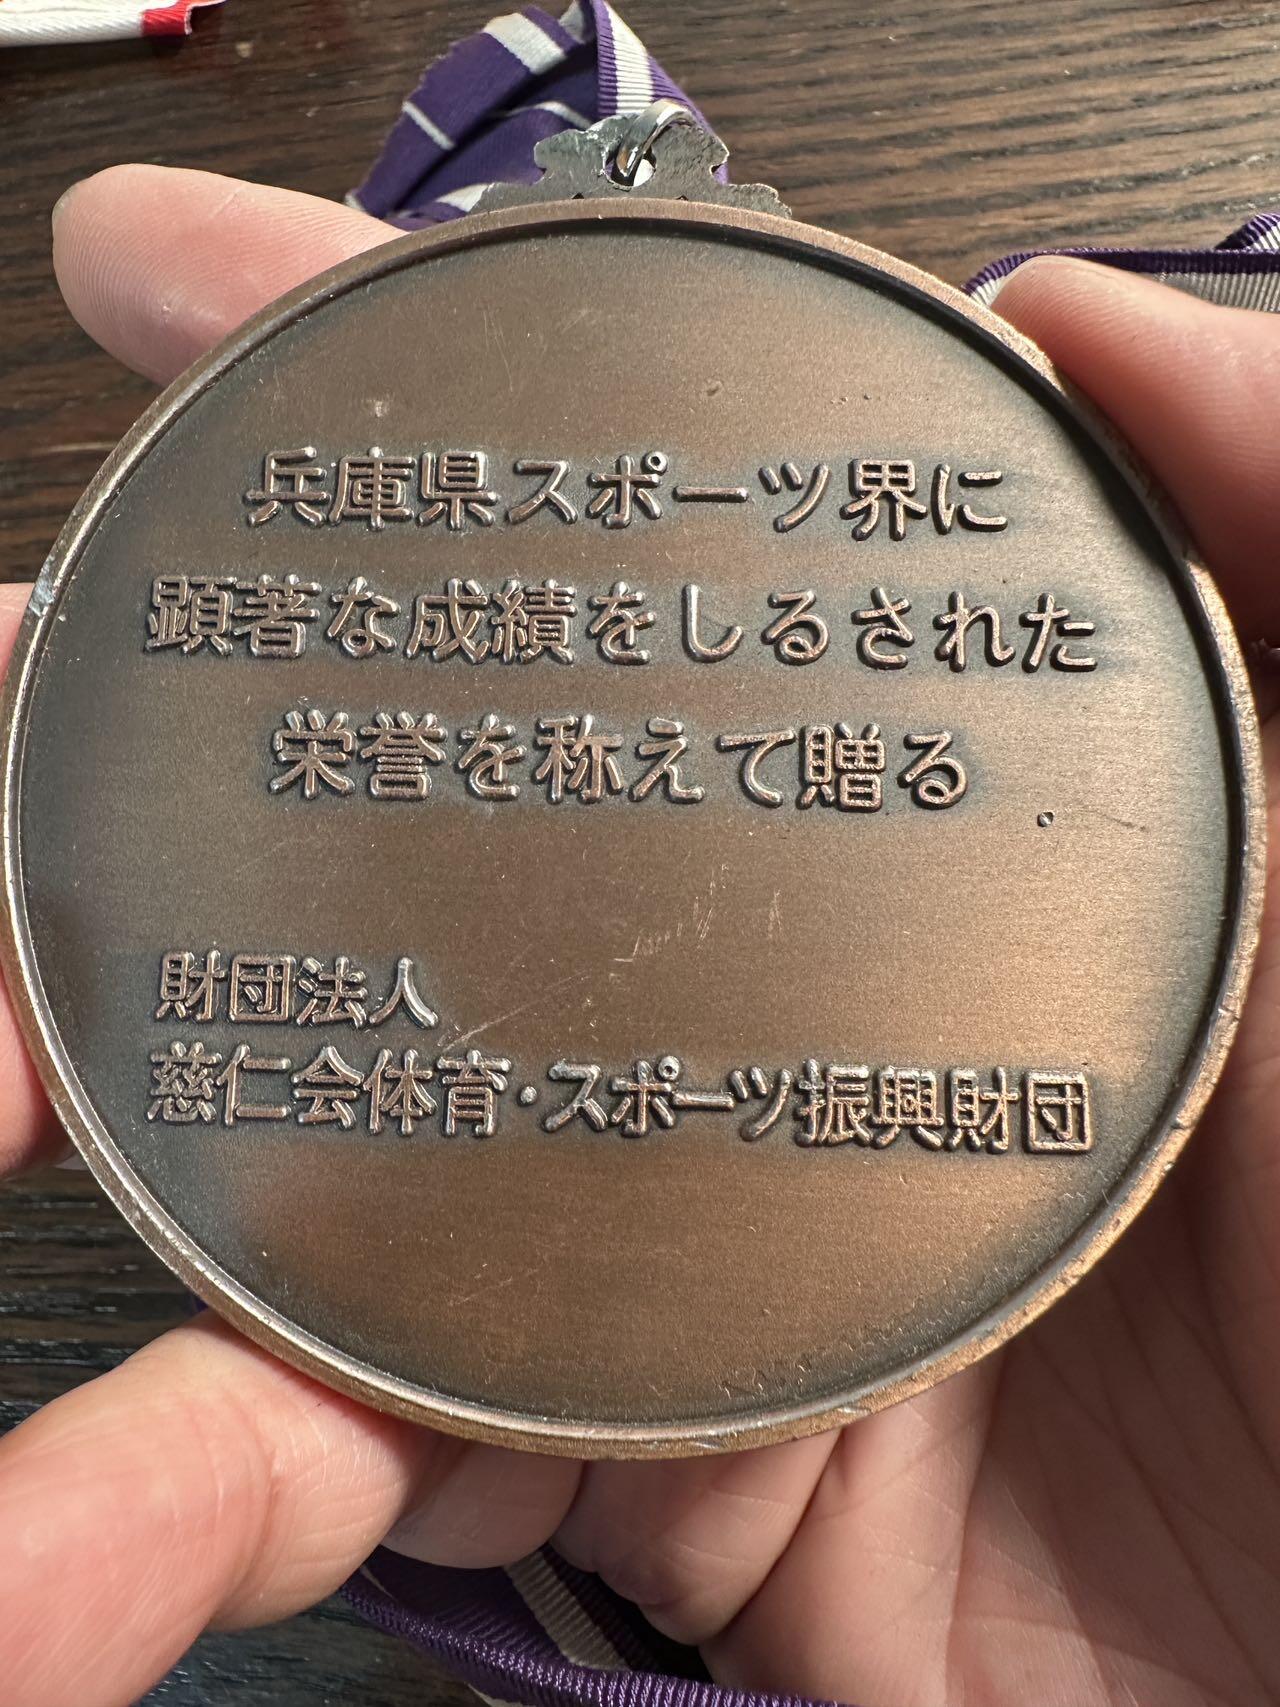 兵庫県スポーツ界に
顕著な成績をしるされた
栄誉を称えて贈る
財団法人
慈仁会体育・スポーツ振興財団